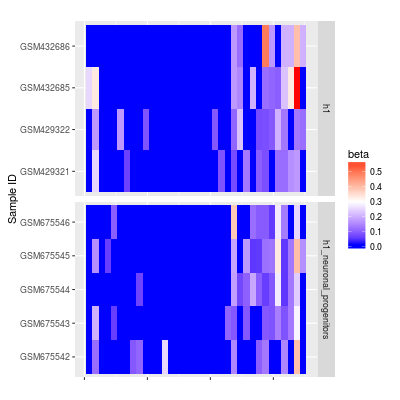 GSM432686
GSM432685
GSM429322
GSM429321
h1
GSM675546
GSM675545
GSM675544
GSM675543
GSM675542
h1_neuronal_progenitors
Sample ID
beta
0.5
0.4
0.3
0.2
0.1
0.0